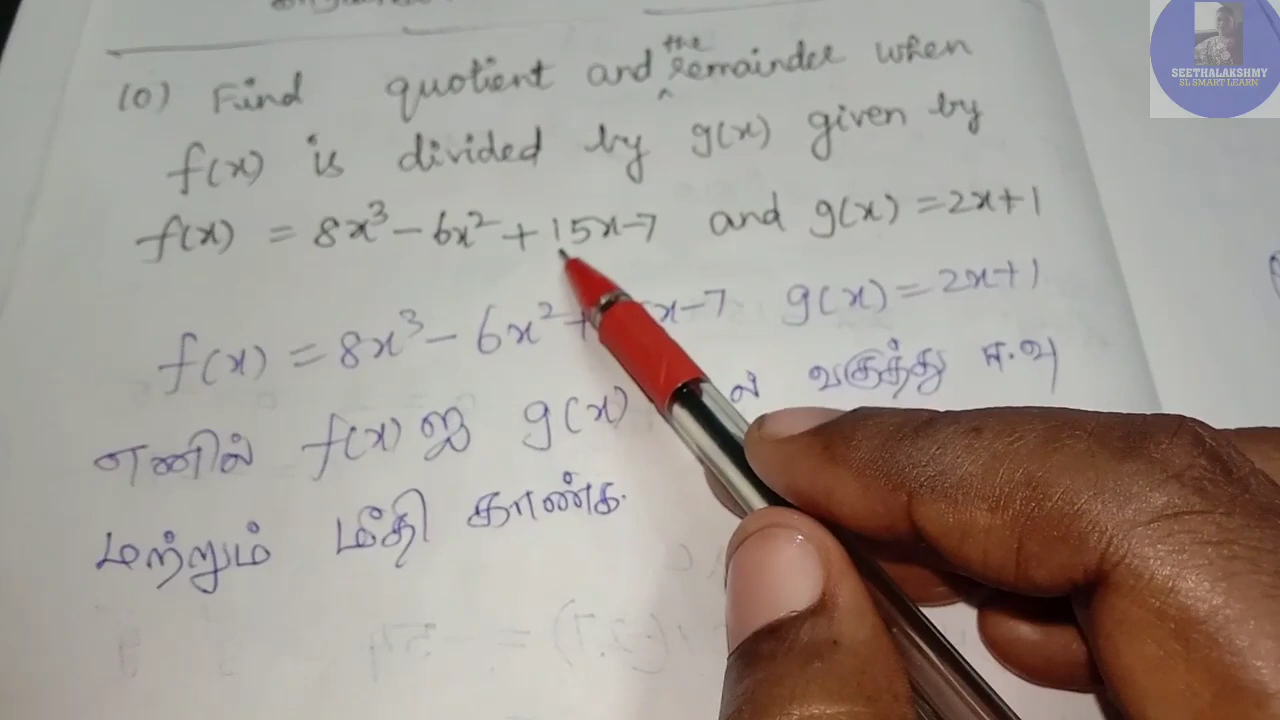 SEETHALAKSHMY
SL SMART LEARN
(0) Find quotient and the remainder when
f(x) is divided by g(x) given by
f(x) = 8x³ - 6x² + 15x - 7 and g(x) = 2x+1
f(x) = 8x³ - 6x² + x - 7 g(x) = 2x+1
எனில் f(x) ஐ g(x) ல் வகுத்து ஈ.வு
மற்றும் மீதி காண்க.